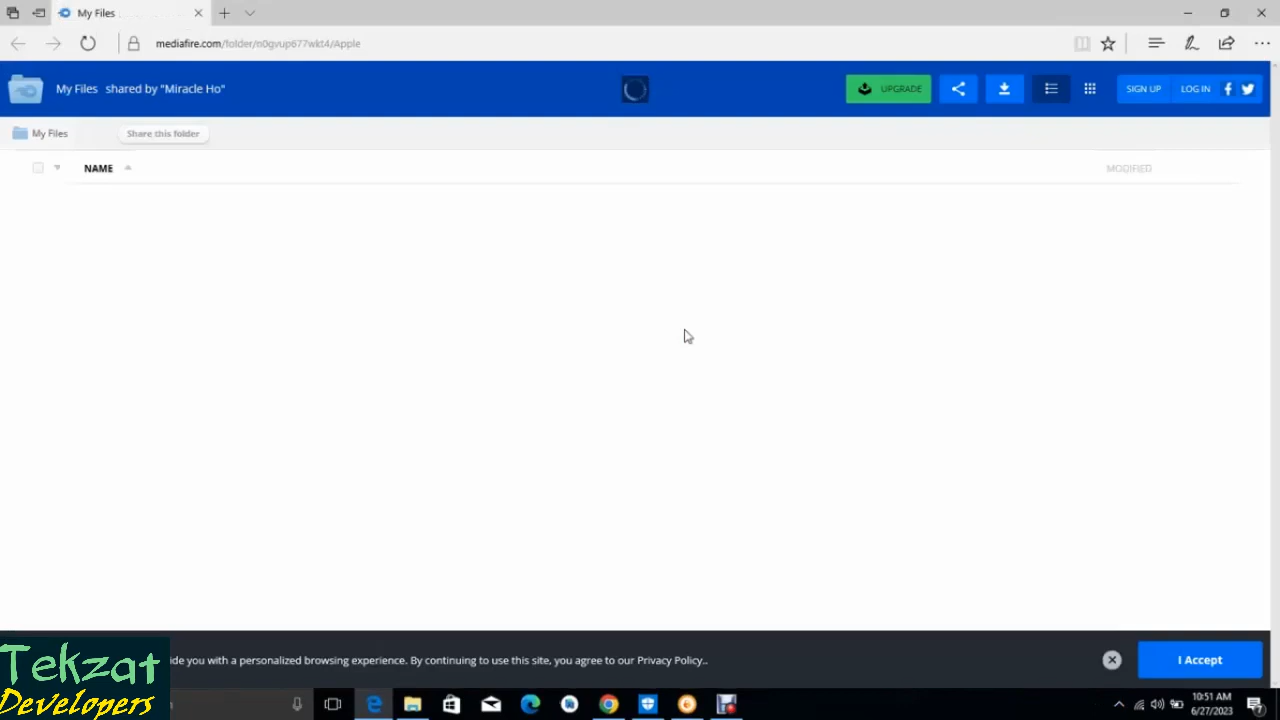 My Files
mediafire.com/folder/n0gvup677wkt4/Apple
My Files shared by "Miracle Ho"
UPGRADE
SIGN UP
LOG IN
My Files
Share this folder
NAME
MODIFIED
ide you with a personalized browsing experience. By continuing to use this site, you agree to our Privacy Policy..
I Accept
Tekzat
Developers
10:51 AM
6/27/2023